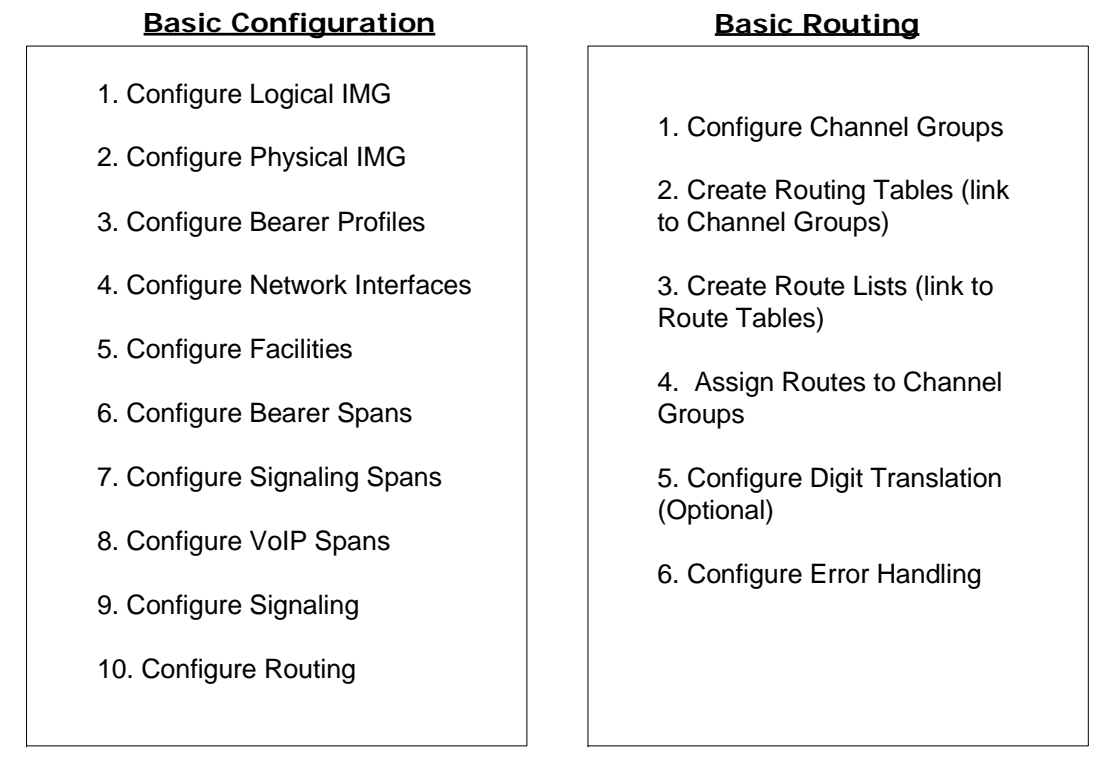 Basic Configuration
1. Configure Logical IMG
2. Configure Physical IMG
3. Configure Bearer Profiles
4. Configure Network Interfaces
5. Configure Facilities
6. Configure Bearer Spans
7. Configure Signaling Spans
8. Configure VoIP Spans
9. Configure Signaling
10. Configure Routing
Basic Routing
1. Configure Channel Groups
2. Create Routing Tables (link
to Channel Groups)
3. Create Route Lists (link to
Route Tables)
4. Assign Routes to Channel
Groups
5. Configure Digit Translation
(Optional)
6. Configure Error Handling